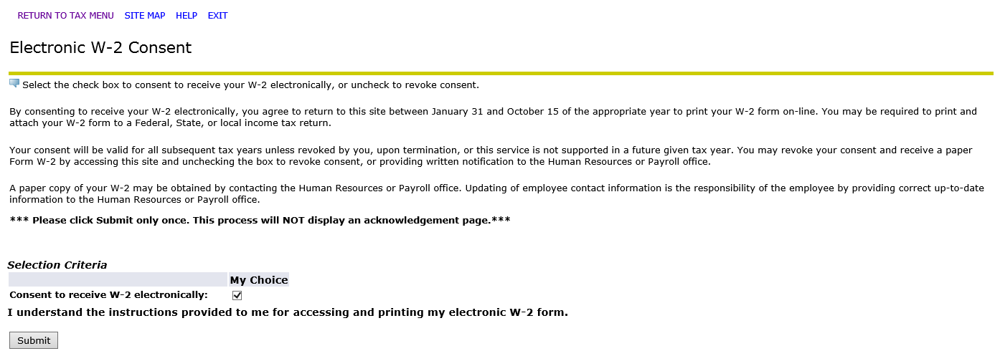 RETURN TO TAX MENU SITE MAP HELP EXIT
Electronic W-2 Consent
Select the check box to consent to receive your W-2 electronically, or uncheck to revoke consent.
By consenting to receive your W-2 electronically, you agree to return to this site between January 31 and October 15 of the appropriate year to print your W-2 form on-line. You may be required to print and
attach your W-2 form to a Federal, State, or local income tax return.
Your consent will be valid for all subsequent tax years unless revoked by you, upon termination, or this service is not supported in a future given tax year. You may revoke your consent and receive a paper
Form W-2 by accessing this site and unchecking the box to revoke consent, or providing written notification to the Human Resources or Payroll office.
A paper copy of your W-2 may be obtained by contacting the Human Resources or Payroll office. Updating of employee contact information is the responsibility of the employee by providing correct up-to-date
information to the Human Resources or Payroll office.
*** Please click Submit only once. This process will NOT display an acknowledgement page.***
Selection Criteria
My Choice
Consent to receive W-2 electronically:
I understand the instructions provided to me for accessing and printing my electronic W-2 form.
Submit